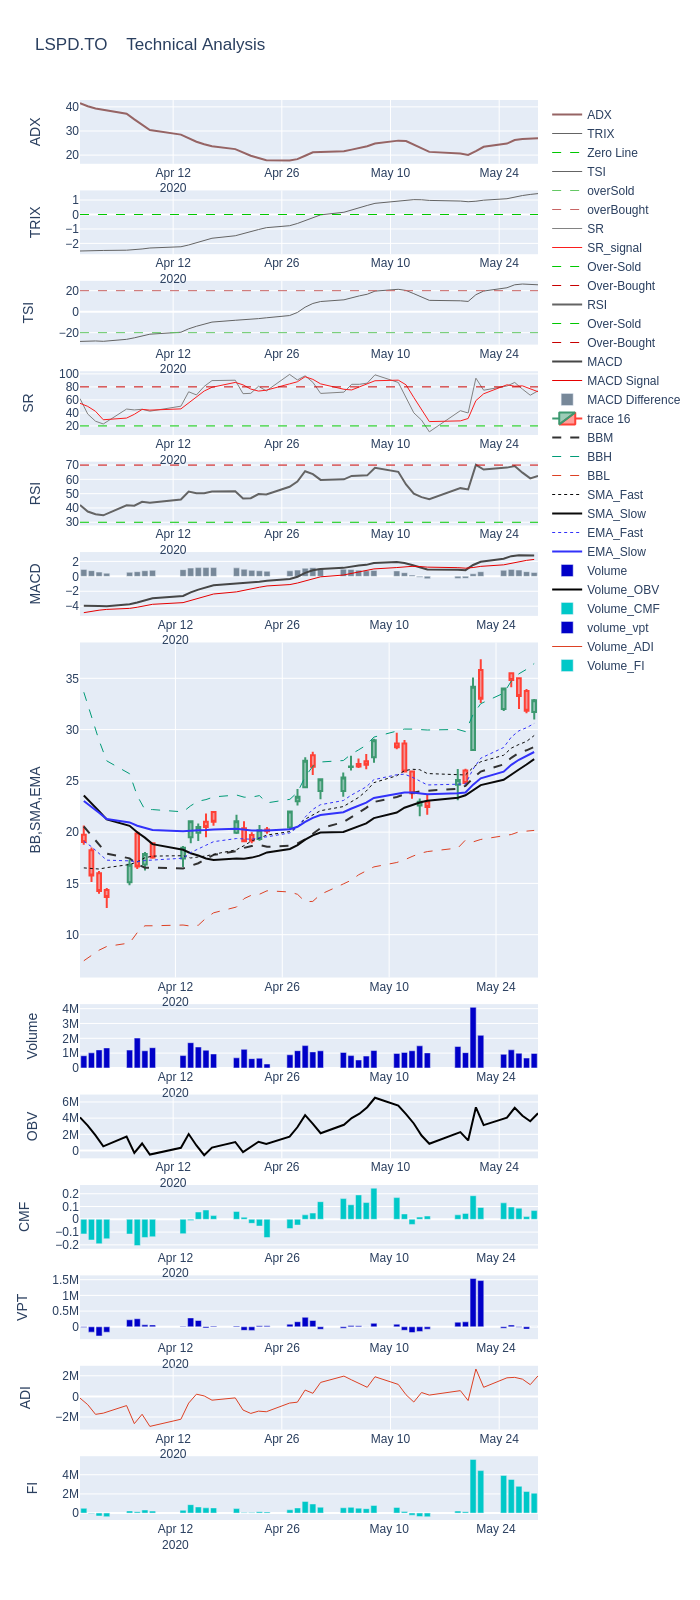 LSPD.TO    Technical Analysis
ADX
40
30
20
Apr 12
2020
Apr 26
May 10
May 24
TRIX
1
0
−1
−2
Apr 12
2020
Apr 26
May 10
May 24
TSI
20
0
−20
Apr 12
2020
Apr 26
May 10
May 24
SR
100
80
60
40
20
Apr 12
2020
Apr 26
May 10
May 24
RSI
70
60
50
40
30
Apr 12
2020
Apr 26
May 10
May 24
MACD
2
0
−2
−4
Apr 12
2020
Apr 26
May 10
May 24
BB,SMA,EMA
35
30
25
20
15
10
Apr 12
2020
Apr 26
May 10
May 24
Volume
4M
3M
2M
1M
0
Apr 12
2020
Apr 26
May 10
May 24
OBV
6M
4M
2M
0
Apr 12
2020
Apr 26
May 10
May 24
CMF
0.2
0.1
0
−0.1
−0.2
Apr 12
2020
Apr 26
May 10
May 24
VPT
1.5M
1M
0.5M
0
Apr 12
2020
Apr 26
May 10
May 24
ADI
2M
0
−2M
Apr 12
2020
Apr 26
May 10
May 24
FI
4M
2M
0
Apr 12
2020
Apr 26
May 10
May 24
ADX
TRIX
Zero Line
TSI
overSold
overBought
SR
SR_signal
Over-Sold
Over-Bought
RSI
Over-Sold
Over-Bought
MACD
MACD Signal
MACD Difference
trace 16
BBM
BBH
BBL
SMA_Fast
SMA_Slow
EMA_Fast
EMA_Slow
Volume
Volume_OBV
Volume_CMF
volume_vpt
Volume_ADI
Volume_FI